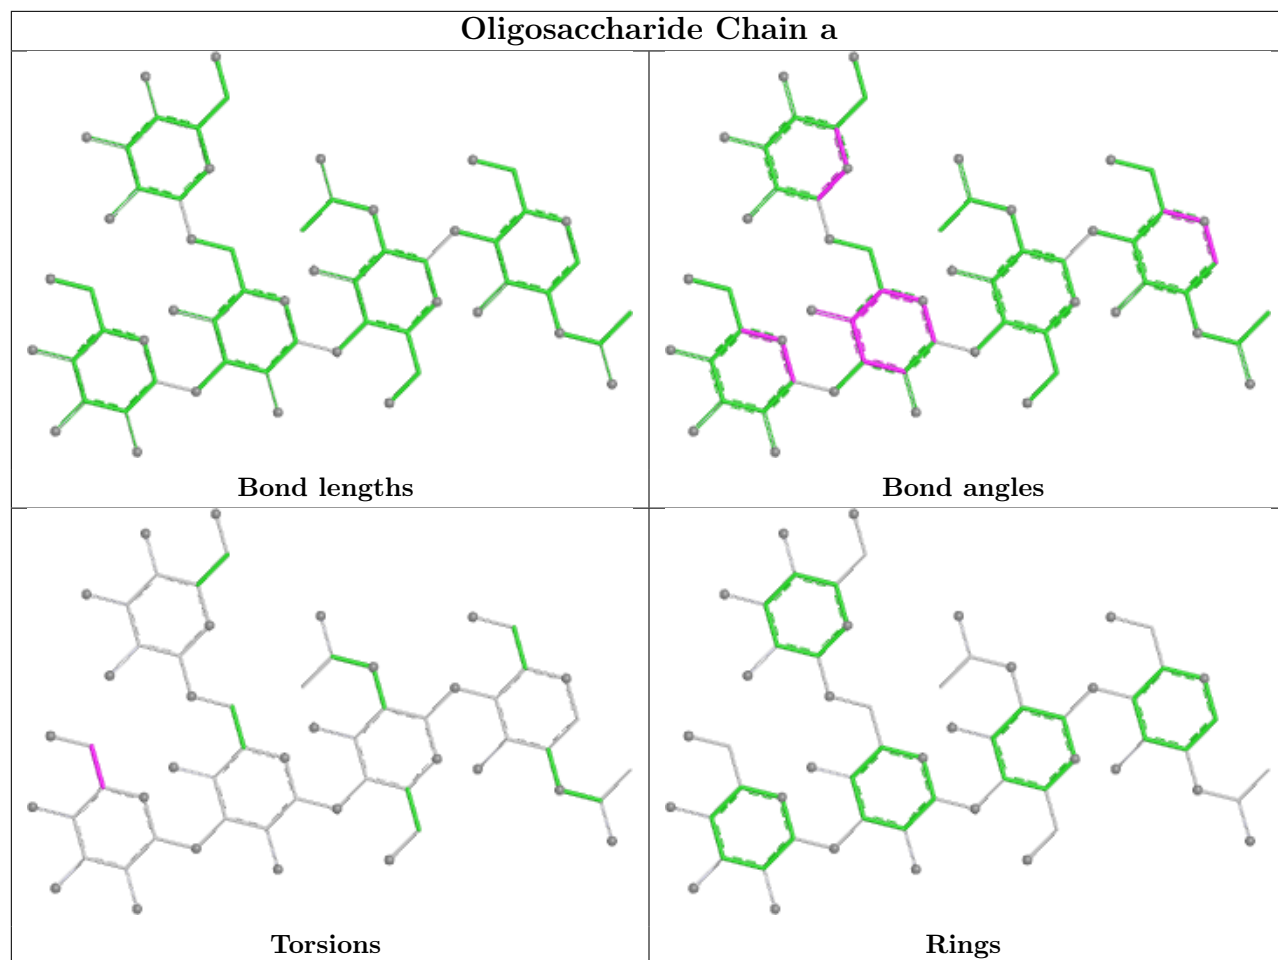 Oligosaccharide Chain a
Bond lengths
Bond angles
Torsions
Rings